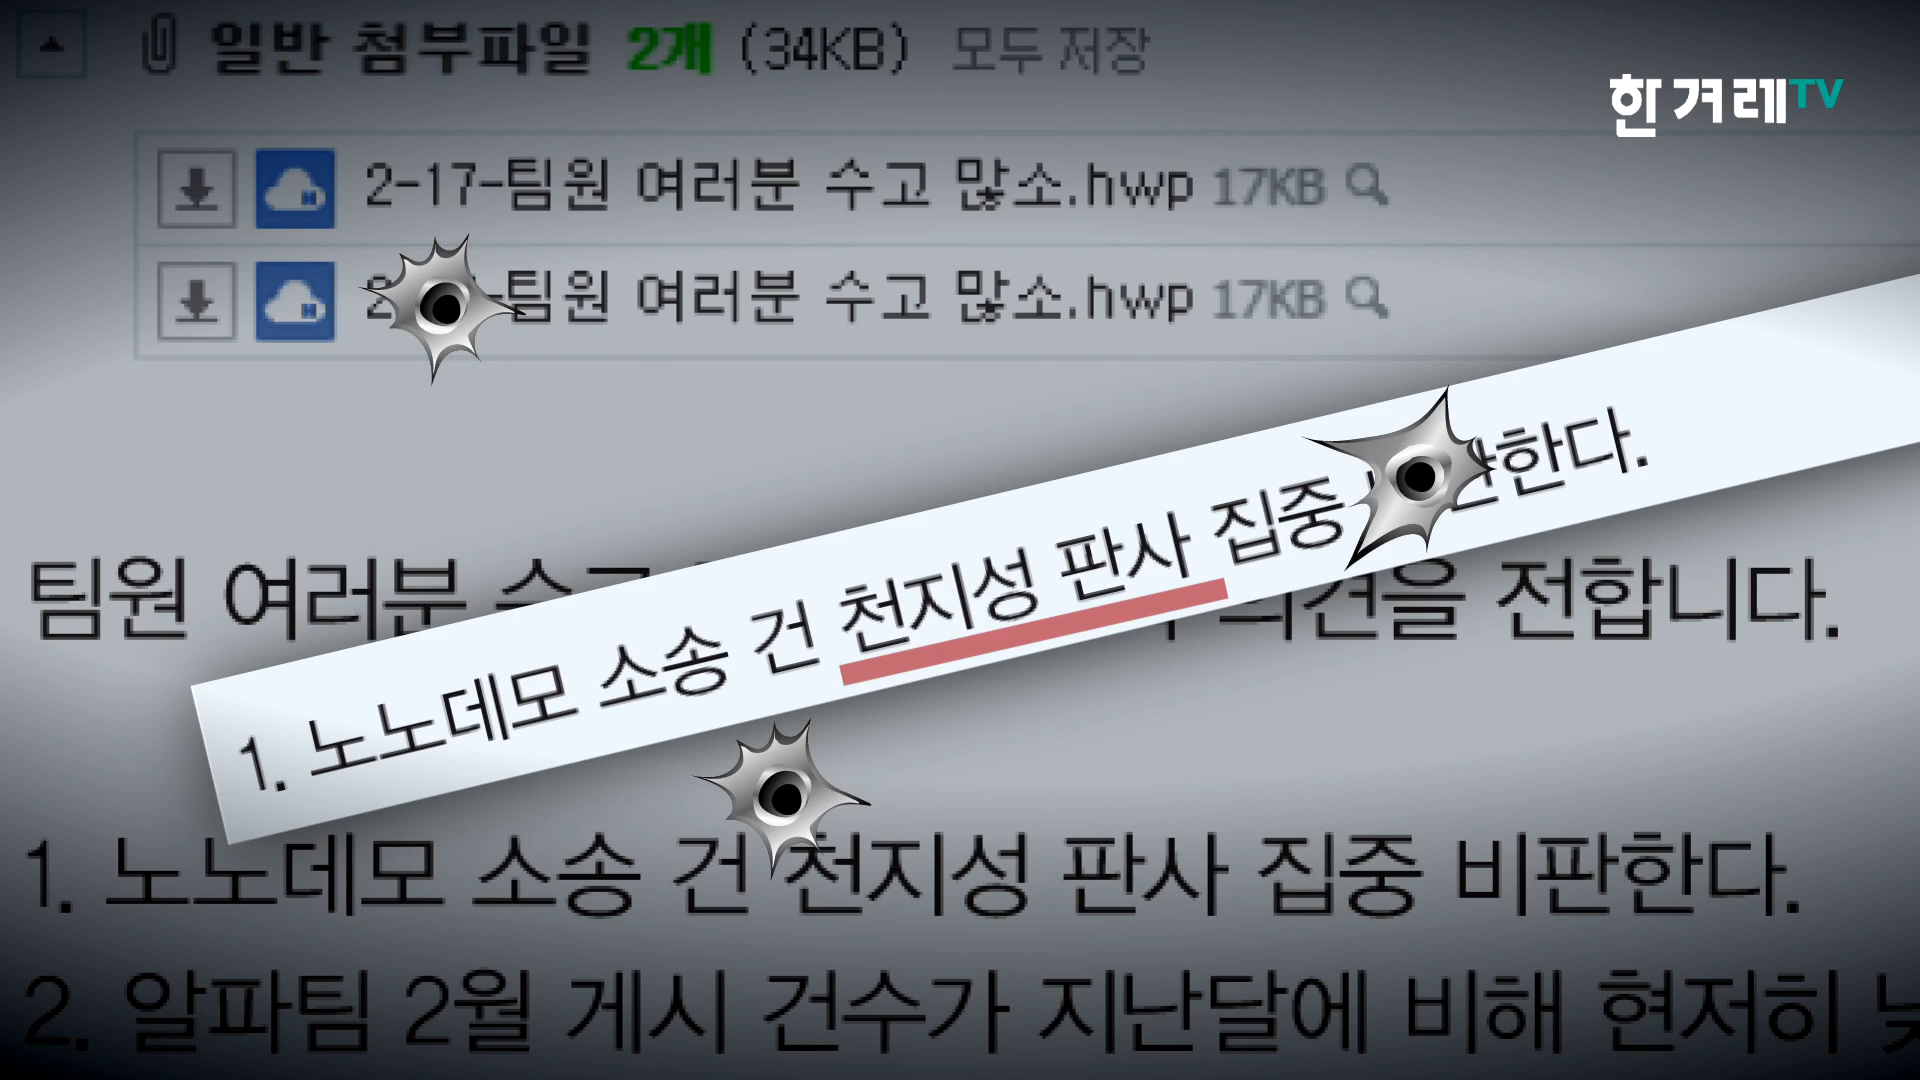 일반 첨부파일 2개 (34KB) 모두 저장
한겨레TV
2-17-팀원 여러분 수고 많소.hwp 17KB
팀원 여러분 수고 많소.hwp 17KB
1. 노노데모 소송 건 천지성 판사 집중 한다.
팀원 여러분 의견을 전합니다.
1. 노노데모 소송 건 천지성 판사 집중 비판한다.
2. 알파팀 2월 게시 건수가 지난달에 비해 현저히